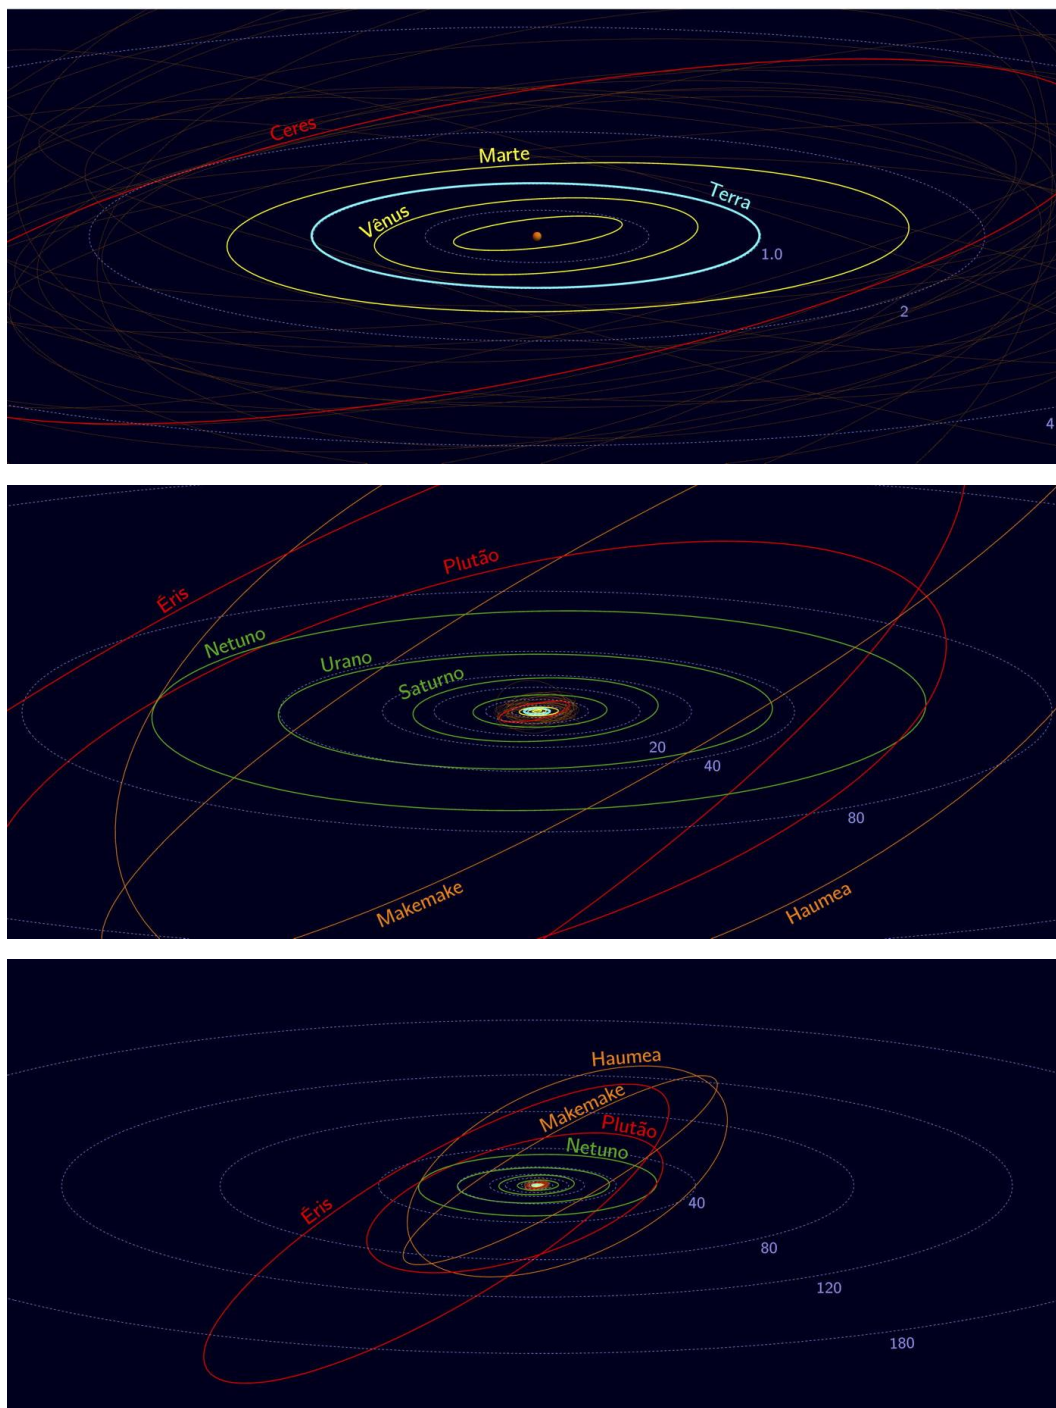 Ceres
Marte
Terra
Vênus
1.0
2
4
Plutão
Éris
Netuno
Urano
Saturno
20
40
80
Makemake
Haumea
Haumea
Makemake
Plutão
Netuno
Éris
40
80
120
180